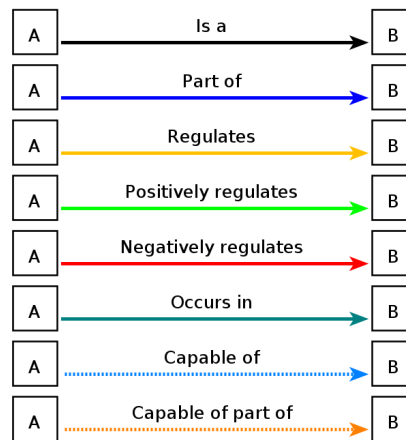 A Is a B
A Part of B
A Regulates B
A Positively regulates B
A Negatively regulates B
A Occurs in B
A Capable of B
A Capable of part of B